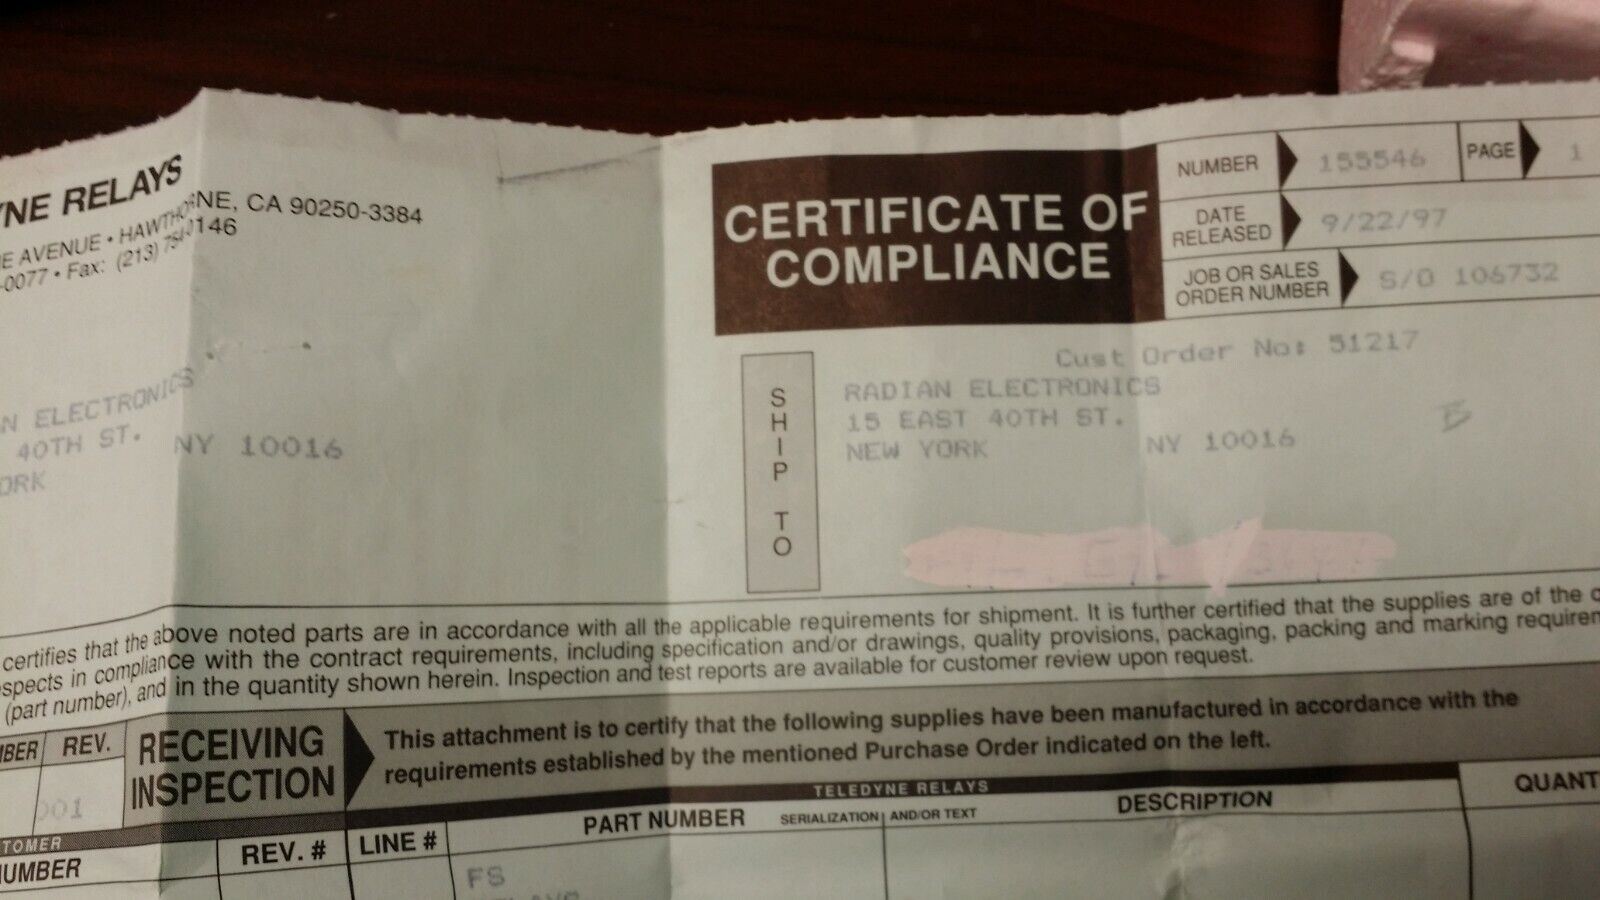 NE RELAYS
E AVENUE • HAWTHORNE, CA 90250-3384
-0077 • Fax: (213) 754-0146
CERTIFICATE OF
COMPLIANCE
NUMBER 155546 PAGE 1
DATE
RELEASED 9/22/97
JOB OR SALES
ORDER NUMBER S/O 106732
N ELECTRONICS
40TH ST.
ORK NY 10016
SHIP TO
Cust Order No: 51217
RADIAN ELECTRONICS
15 EAST 40TH ST.
NEW YORK NY 10016
B
certifies that the above noted parts are in accordance with all the applicable requirements for shipment. It is further certified that the supplies are of the
spects in compliance with the contract requirements, including specification and/or drawings, quality provisions, packaging, packing and marking requiren
(part number), and in the quantity shown herein. Inspection and test reports are available for customer review upon request.
BER REV.
001
RECEIVING
INSPECTION
This attachment is to certify that the following supplies have been manufactured in accordance with the
requirements established by the mentioned Purchase Order indicated on the left.
TELEDYNE RELAYS
TOMER
UMBER REV. # LINE # PART NUMBER SERIALIZATION AND/OR TEXT DESCRIPTION QUANT
FS